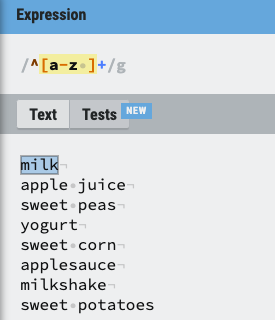 Expression
/^[a-z ]+/g
Text Tests NEW
milk
apple juice
sweet peas
yogurt
sweet corn
applesauce
milkshake
sweet potatoes